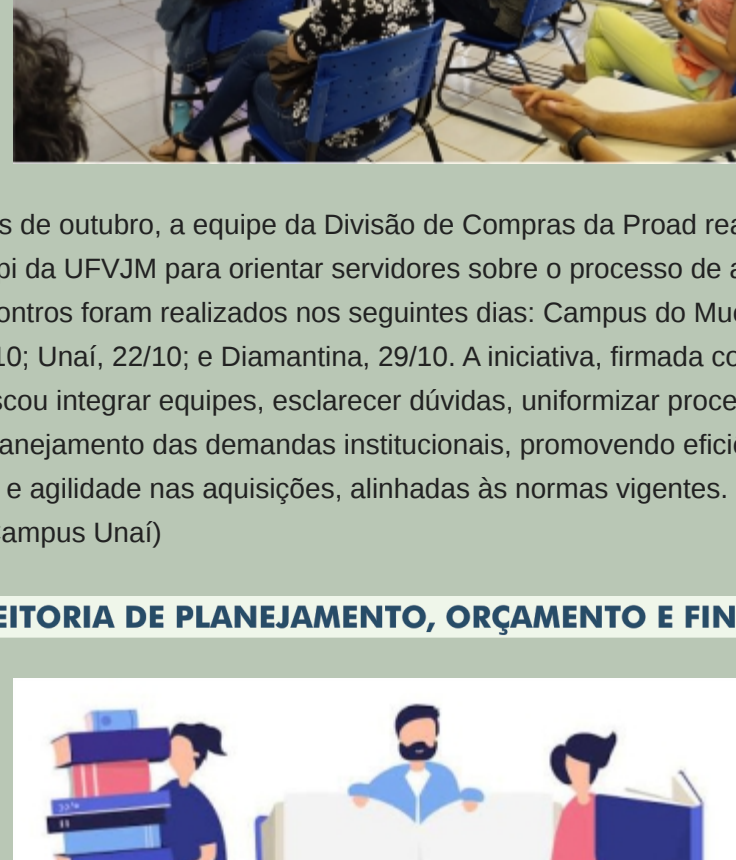 s de outubro, a equipe da Divisão de Compras da Proad rea
pi da UFVJM para orientar servidores sobre o processo de a
ontros foram realizados nos seguintes dias: Campus do Muc
10; Unaí, 22/10; e Diamantina, 29/10. A iniciativa, firmada co
scou integrar equipes, esclarecer dúvidas, uniformizar proce
anejamento das demandas institucionais, promovendo efici
e agilidade nas aquisições, alinhadas às normas vigentes.
Campus Unaí)
EITORIA DE PLANEJAMENTO, ORÇAMENTO E FIN